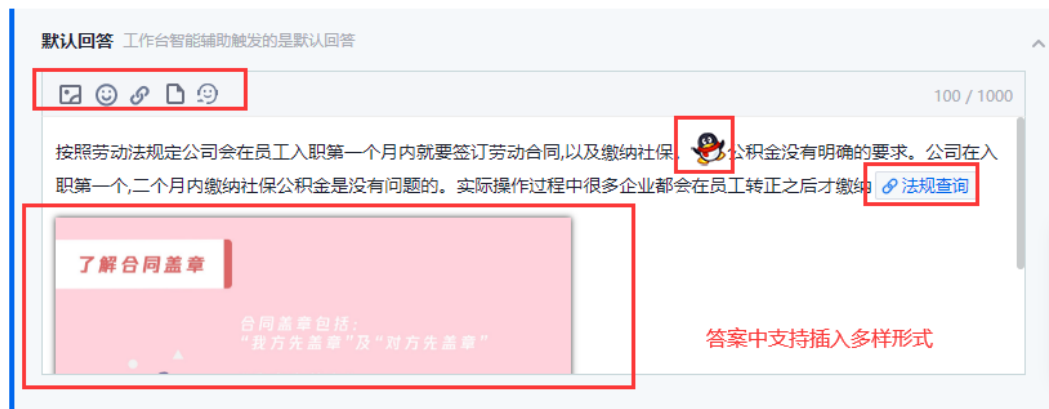 默认回答 工作台智能辅助触发的是默认回答
100 / 1000
按照劳动法规定公司会在员工入职第一个月内就要签订劳动合同,以及缴纳社保、公积金没有明确的要求。公司在入
职第一个,二个月内缴纳社保公积金是没有问题的。实际操作过程中很多企业都会在员工转正之后才缴纳 法规查询
了解合同盖章
合同盖章包括:
“我方先盖章”及“对方先盖章”
答案中支持插入多样形式